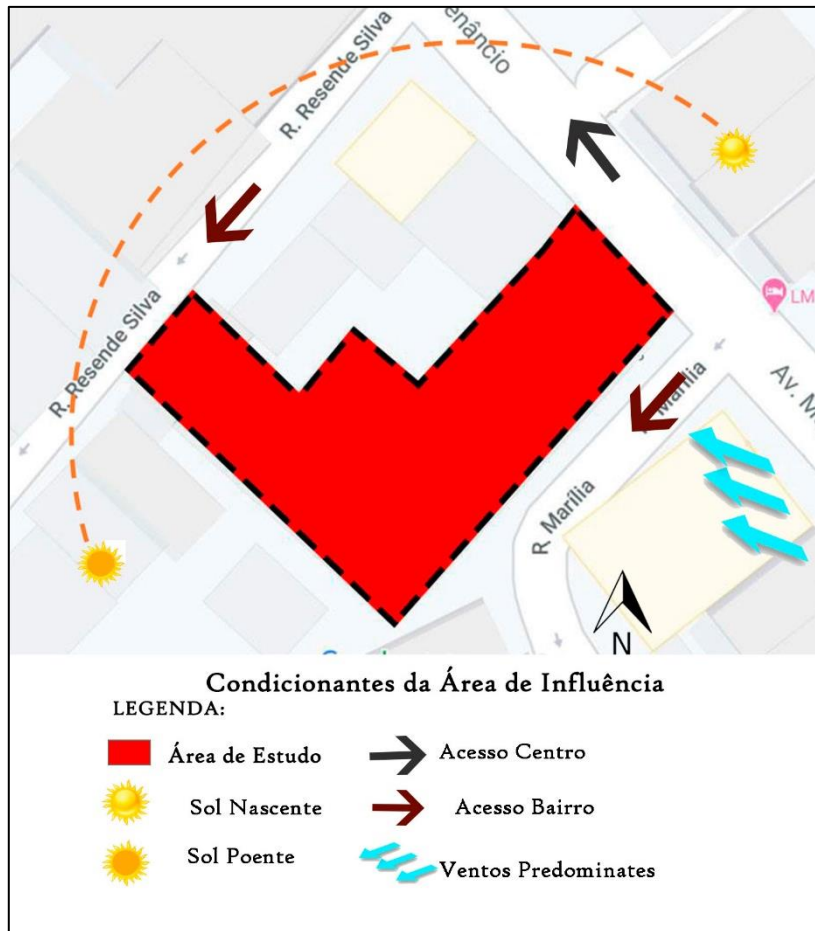 enâncio
R. Resende Silva
R. Resende Silva
LM
Av. M
Marília
R. Marília
N
Condicionantes da Área de Influência
LEGENDA:
Área de Estudo
Acesso Centro
Sol Nascente
Acesso Bairro
Sol Poente
Ventos Predominates